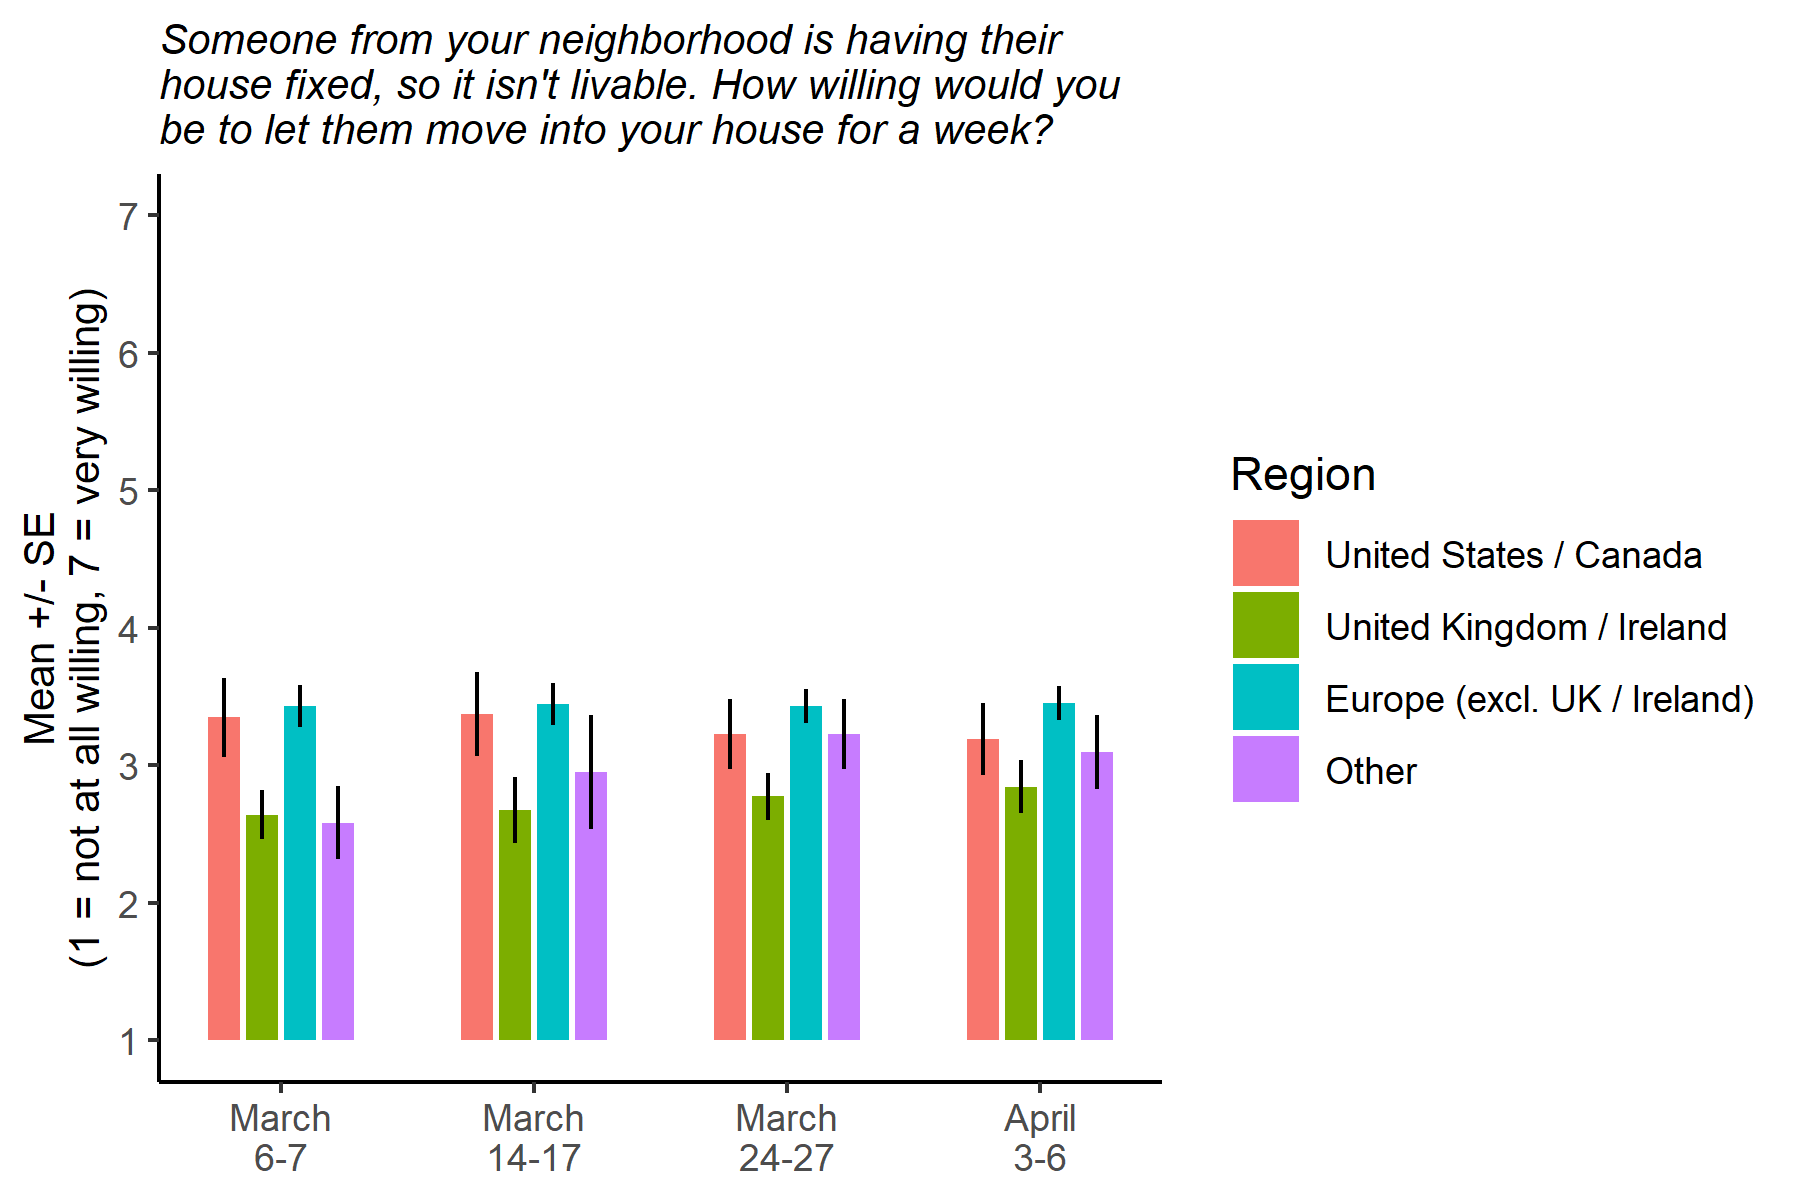 Someone from your neighborhood is having their
house fixed, so it isn't livable. How willing would you
be to let them move into your house for a week?
Mean +/- SE
(1 = not at all willing, 7 = very willing)
7
6
5
4
3
2
1
March
6-7
March
14-17
March
24-27
April
3-6
Region
United States / Canada
United Kingdom / Ireland
Europe (excl. UK / Ireland)
Other